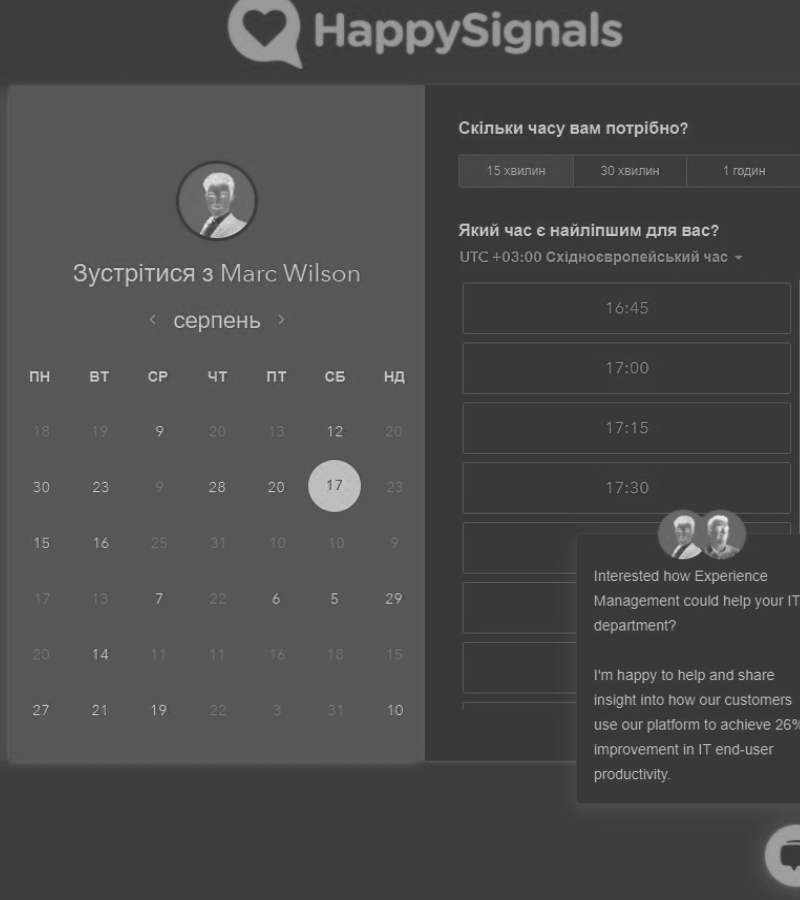 HappySignals
Зустрітися з Marc Wilson
серпень
ПН ВТ СР ЧТ ПТ СБ НД
18 19 9 20 13 12 20
30 23 9 28 20 17 23
15 16 25 31 10 10 9
17 13 7 22 6 5 29
20 14 11 11 16 18 15
27 21 19 22 3 31 10
Скільки часу вам потрібно?
15 хвилин 30 хвилин 1 годин
Який час є найліпшим для вас?
UTC +03:00 Східноєвропейський час
16:45
17:00
17:15
17:30
Interested how Experience
Management could help your IT
department?
I'm happy to help and share
insight into how our customers
use our platform to achieve 26%
improvement in IT end-user
productivity.